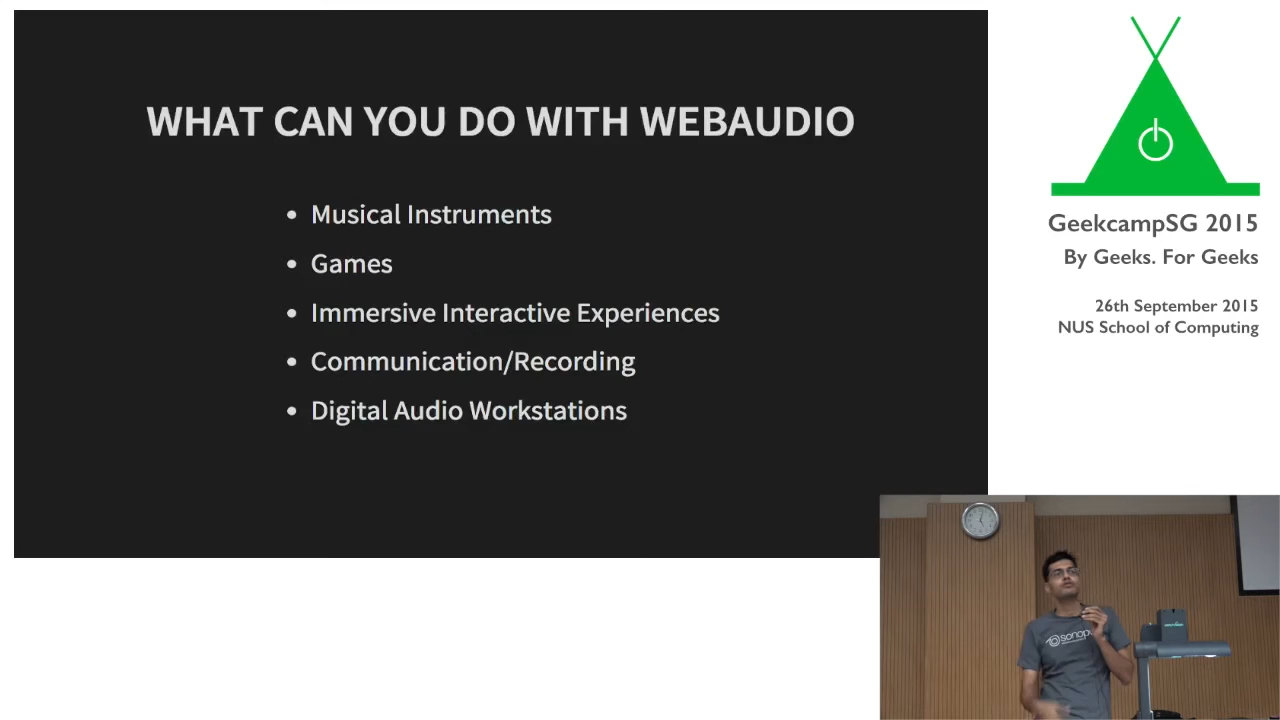 WHAT CAN YOU DO WITH WEBAUDIO
• Musical Instruments
• Games
• Immersive Interactive Experiences
• Communication/Recording
• Digital Audio Workstations
GeekcampSG 2015
By Geeks. For Geeks
26th September 2015
NUS School of Computing